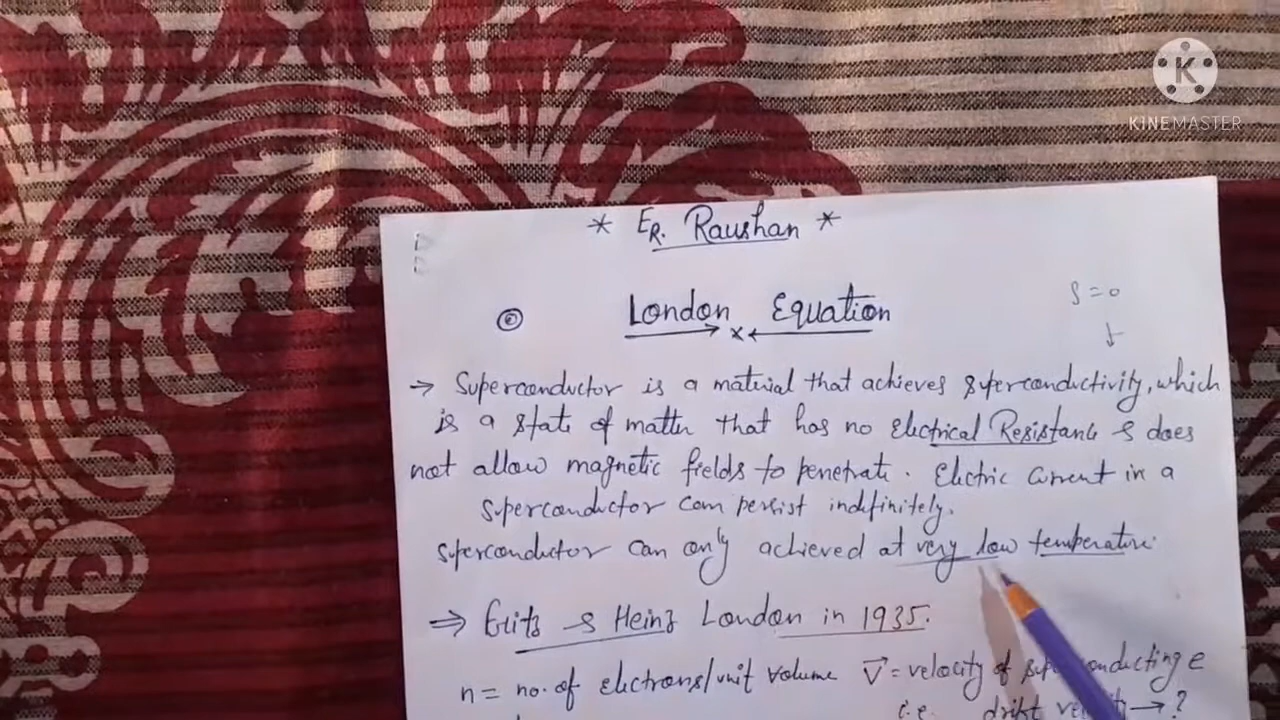 KINEMASTER
* ER. Raushan *
London Equation
ρ=0
→ Superconductor is a material that achieves superconductivity, which
is a state of matter that has no Electrical Resistance & does
not allow magnetic fields to penetrate. Electric Current in a
superconductor can persist indefinitely.
superconductor can only achieved at very low temperature.
⇒ Fritz & Heinz London in 1935.
n = no. of electrons/unit volume V⃗ = velocity of superconducting e
i.e. drift →?